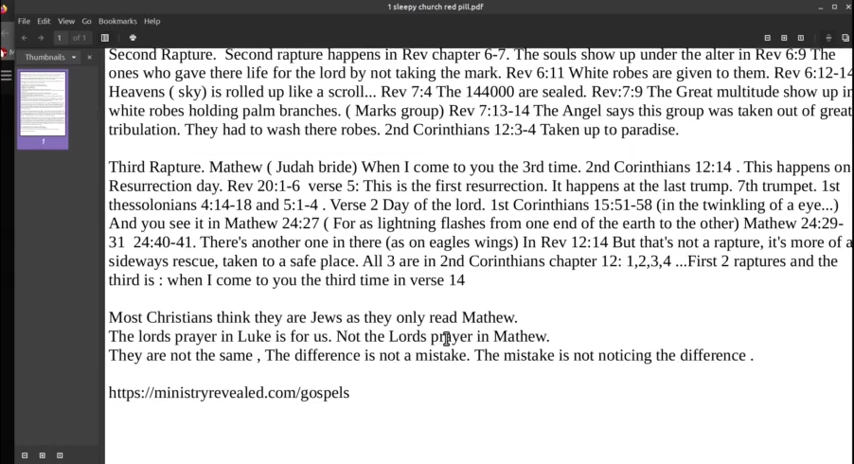 1 sleepy church red pill.pdf
File Edit View Go Bookmarks Help
1 of 1
Thumbnails
1
Second Rapture. Second rapture happens in Rev chapter 6-7. The souls show up under the alter in Rev 6:9 The
ones who gave there life for the lord by not taking the mark. Rev 6:11 White robes are given to them. Rev 6:12-14
Heavens ( sky) is rolled up like a scroll... Rev 7:4 The 144000 are sealed. Rev:7:9 The Great multitude show up in
white robes holding palm branches. ( Marks group) Rev 7:13-14 The Angel says this group was taken out of great
tribulation. They had to wash there robes. 2nd Corinthians 12:3-4 Taken up to paradise.
Third Rapture. Mathew ( Judah bride) When I come to you the 3rd time. 2nd Corinthians 12:14 . This happens on
Resurrection day. Rev 20:1-6 verse 5: This is the first resurrection. It happens at the last trump. 7th trumpet. 1st
thessolonians 4:14-18 and 5:1-4 . Verse 2 Day of the lord. 1st Corinthians 15:51-58 (in the twinkling of a eye...)
And you see it in Mathew 24:27 ( For as lightning flashes from one end of the earth to the other) Mathew 24:29-
31 24:40-41. There's another one in there (as on eagles wings) In Rev 12:14 But that's not a rapture, it's more of a
sideways rescue, taken to a safe place. All 3 are in 2nd Corinthians chapter 12: 1,2,3,4 ...First 2 raptures and the
third is : when I come to you the third time in verse 14
Most Christians think they are Jews as they only read Mathew.
The lords prayer in Luke is for us. Not the Lords prayer in Mathew.
They are not the same , The difference is not a mistake. The mistake is not noticing the difference .
https://ministryrevealed.com/gospels